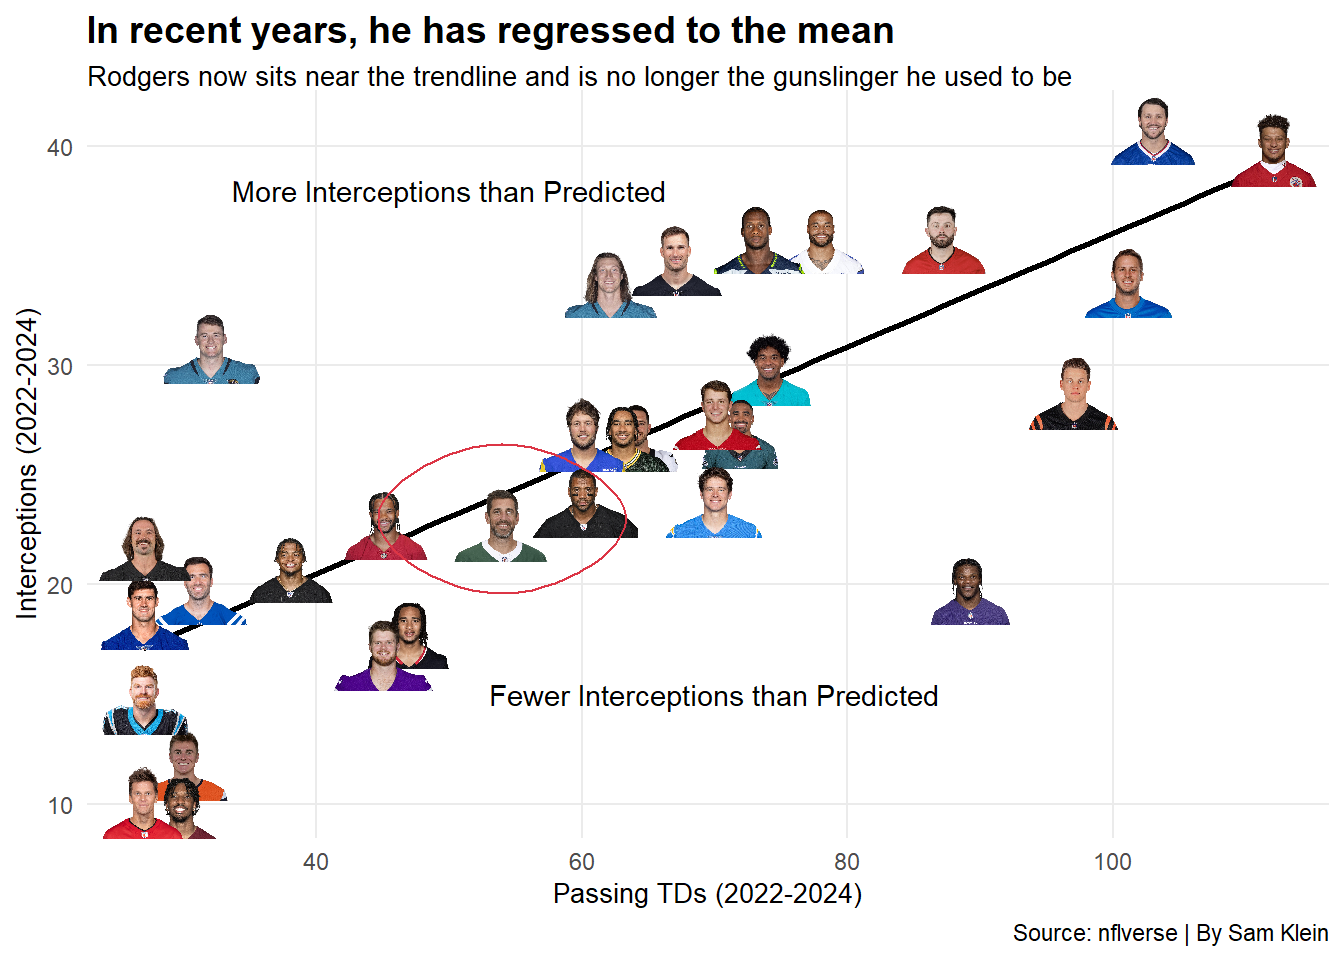 In recent years, he has regressed to the mean
Rodgers now sits near the trendline and is no longer the gunslinger he used to be
40
More Interceptions than Predicted
30
Interceptions (2022-2024)
20
Fewer Interceptions than Predicted
10
40 60 80 100
Passing TDs (2022-2024)
Source: nflverse | By Sam Klein